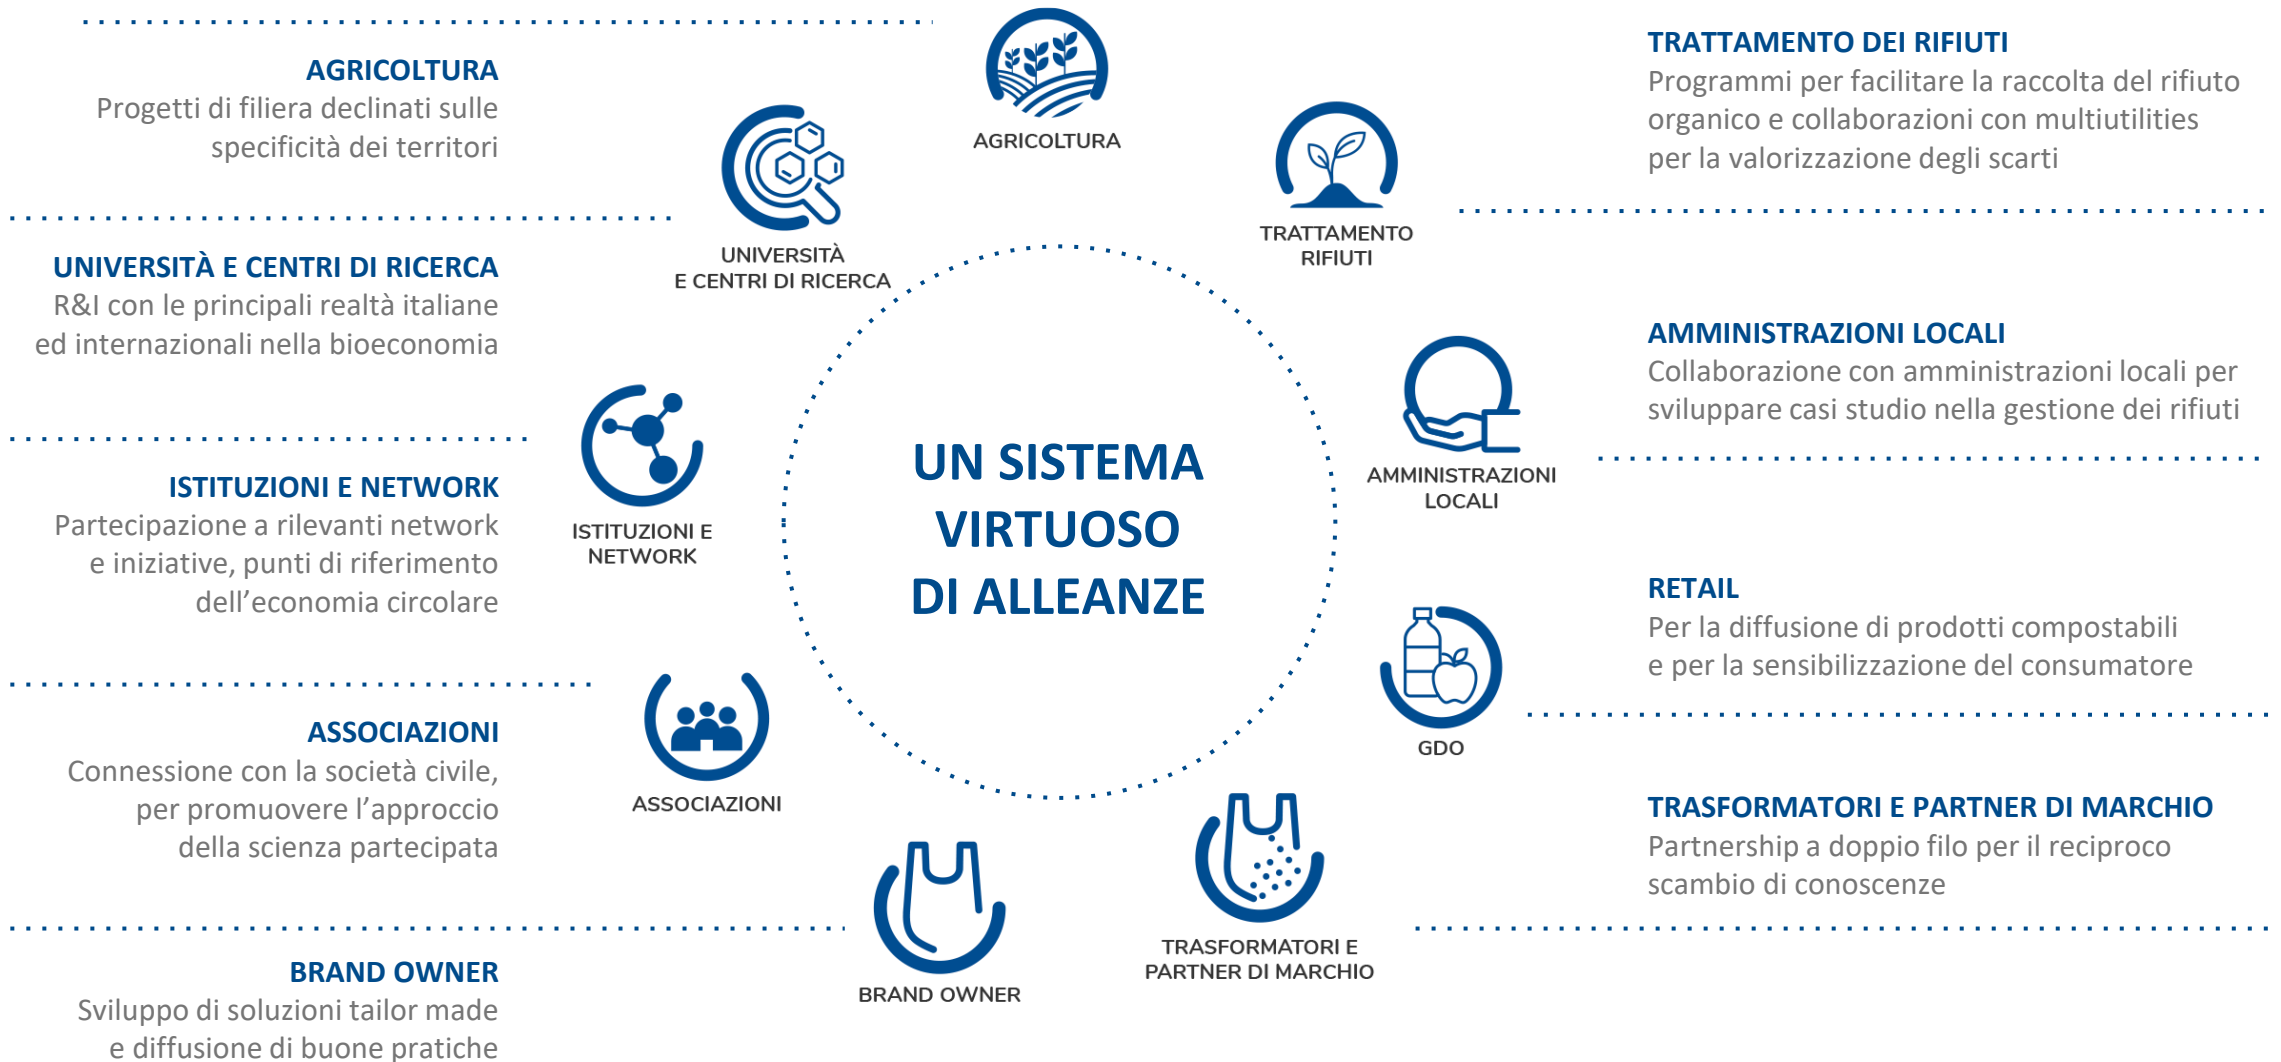 AGRICOLTURA
Progetti di filiera declinati sulle
specificità dei territori
UNIVERSITÀ E CENTRI DI RICERCA
R&I con le principali realtà italiane
ed internazionali nella bioeconomia
ISTITUZIONI E NETWORK
Partecipazione a rilevanti network
e iniziative, punti di riferimento
dell’economia circolare
ASSOCIAZIONI
Connessione con la società civile,
per promuovere l’approccio
della scienza partecipata
BRAND OWNER
Sviluppo di soluzioni tailor made
e diffusione di buone pratiche
AGRICOLTURA
UNIVERSITÀ
E CENTRI DI RICERCA
TRATTAMENTO
RIFIUTI
ISTITUZIONI E
NETWORK
UN SISTEMA
VIRTUOSO
DI ALLEANZE
AMMINISTRAZIONI
LOCALI
ASSOCIAZIONI
GDO
BRAND OWNER
TRASFORMATORI E
PARTNER DI MARCHIO
TRATTAMENTO DEI RIFIUTI
Programmi per facilitare la raccolta del rifiuto
organico e collaborazioni con multiutilities
per la valorizzazione degli scarti
AMMINISTRAZIONI LOCALI
Collaborazione con amministrazioni locali per
sviluppare casi studio nella gestione dei rifiuti
RETAIL
Per la diffusione di prodotti compostabili
e per la sensibilizzazione del consumatore
TRASFORMATORI E PARTNER DI MARCHIO
Partnership a doppio filo per il reciproco
scambio di conoscenze